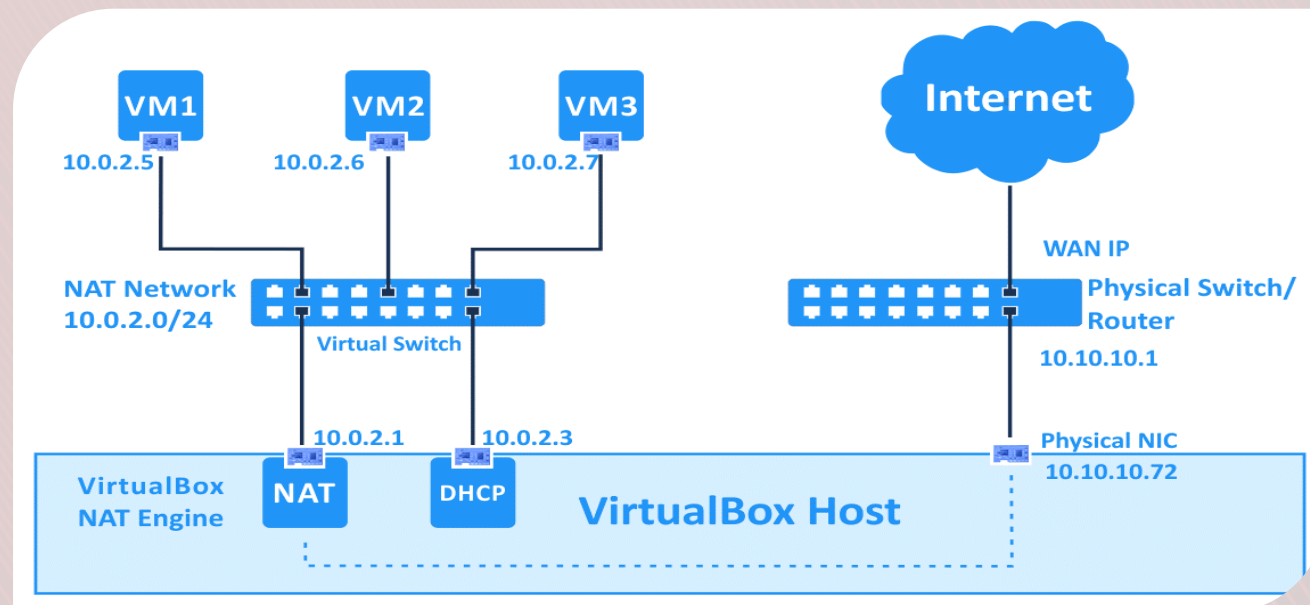 VM1
VM2
VM3
Internet
10.0.2.5
10.0.2.6
10.0.2.7
WAN IP
NAT Network
10.0.2.0/24
Virtual Switch
Physical Switch/
Router
10.10.10.1
10.0.2.1
10.0.2.3
Physical NIC
10.10.10.72
VirtualBox
NAT Engine
NAT
DHCP
VirtualBox Host